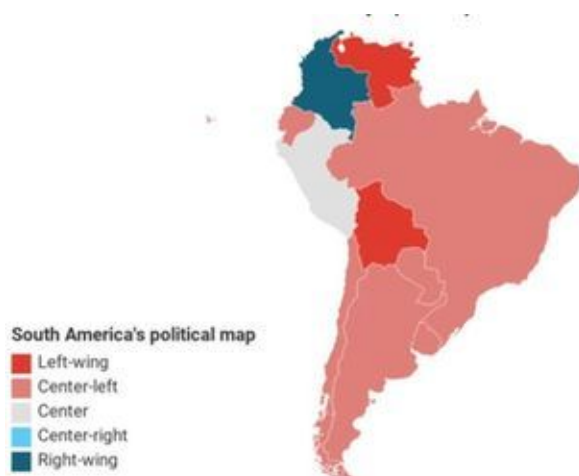 South America's political map
Left-wing
Center-left
Center
Center-right
Right-wing